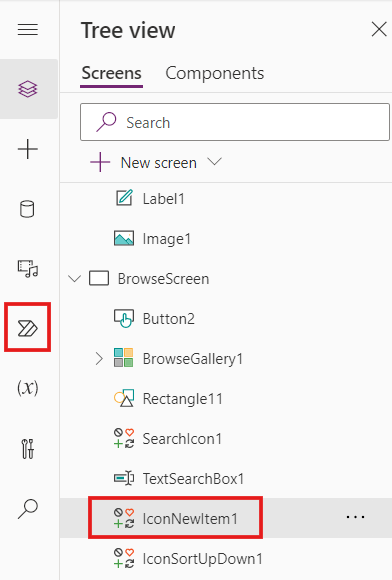 Tree view
Screens Components
Search
New screen
Label1
Image1
BrowseScreen
Button2
BrowseGallery1
Rectangle11
(x)
SearchIcon1
TextSearchBox1
IconNewItem1
IconSortUpDown1